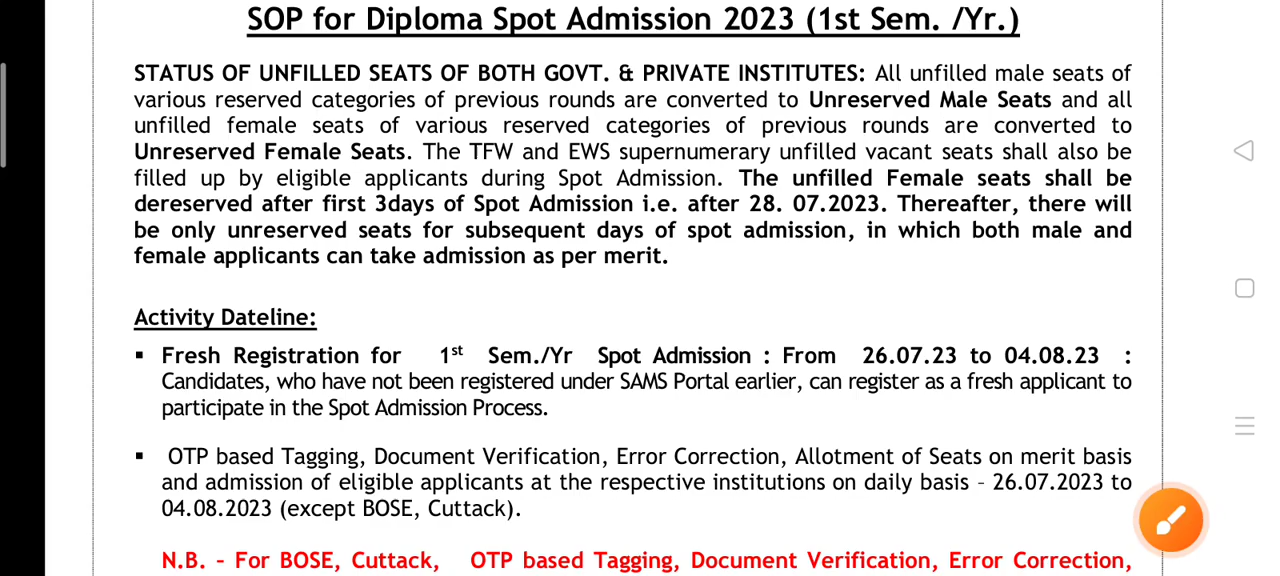 SOP for Diploma Spot Admission 2023 (1st Sem. /Yr.)
STATUS OF UNFILLED SEATS OF BOTH GOVT. & PRIVATE INSTITUTES: All unfilled male seats of
various reserved categories of previous rounds are converted to Unreserved Male Seats and all
unfilled female seats of various reserved categories of previous rounds are converted to
Unreserved Female Seats. The TFW and EWS supernumerary unfilled vacant seats shall also be
filled up by eligible applicants during Spot Admission. The unfilled Female seats shall be
dereserved after first 3days of Spot Admission i.e. after 28. 07.2023. Thereafter, there will
be only unreserved seats for subsequent days of spot admission, in which both male and
female applicants can take admission as per merit.
Activity Dateline:
▪ Fresh Registration for 1st Sem./Yr Spot Admission : From 26.07.23 to 04.08.23 :
Candidates, who have not been registered under SAMS Portal earlier, can register as a fresh applicant to
participate in the Spot Admission Process.
▪ OTP based Tagging, Document Verification, Error Correction, Allotment of Seats on merit basis
and admission of eligible applicants at the respective institutions on daily basis – 26.07.2023 to
04.08.2023 (except BOSE, Cuttack).
N.B. – For BOSE, Cuttack, OTP based Tagging, Document Verification, Error Correction,